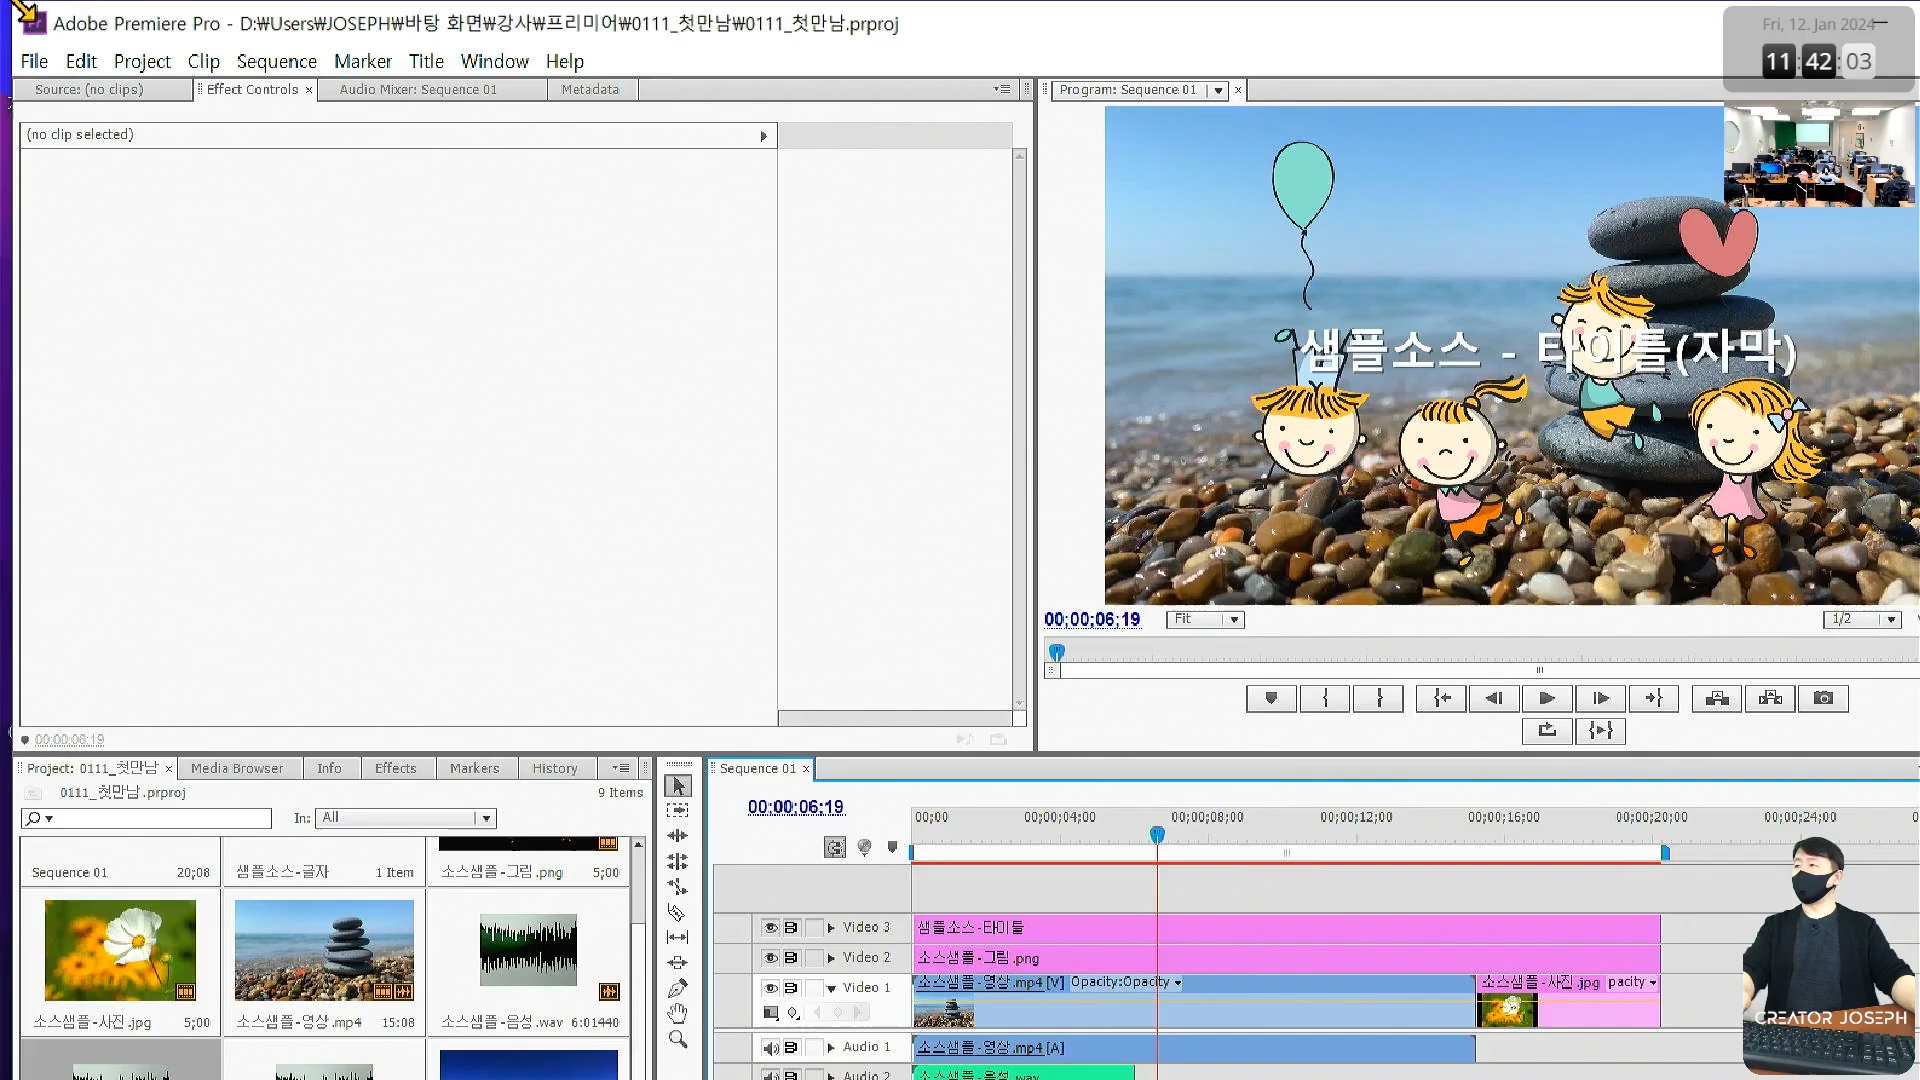 Adobe Premiere Pro - D:₩Users₩JOSEPH₩바탕 화면₩강사₩프리미어₩0111_첫만남₩0111_첫만남.prproj
Fri, 12. Jan 2024
11:42:03
File Edit Project Clip Sequence Marker Title Window Help
Source: (no clips) Effect Controls × Audio Mixer: Sequence 01 Metadata
Program: Sequence 01 ×
(no clip selected)
샘플소스 - 타이틀(자막)
00;00;06;19 Fit 1/2
00;00;06;19
Project: 0111_첫만남 × Media Browser Info Effects Markers History
Sequence 01 ×
0111_첫만남.prproj 9 Items
In: All
00;00;06;19
00;00 00;00;04;00 00;00;08;00 00;00;12;00 00;00;16;00 00;00;20;00 00;00;24;00
Sequence 01 20;08 샘플소스-글자 1 Item 소스샘플-그림.png 5;00
Video 3 샘플소스-타이틀
Video 2 소스샘플-그림.png
Video 1 소스샘플-영상.mp4 [V] Opacity:Opacity 소스샘플-사진.jpg pacity
소스샘플-사진.jpg 5;00 소스샘플-영상.mp4 15:08 소스샘플-음성.wav 6:01440
CREATOR JOSEPH
Audio 1 소스샘플-영상.mp4 [A]
Audio 2 소스샘플-음성.wav